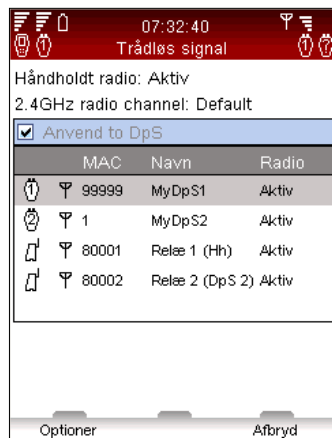 07:32:40
Trådløs signal
Håndholdt radio: Aktiv
2.4GHz radio channel: Default
Anvend to DpS
MAC Navn Radio
1 99999 MyDpS1 Aktiv
2 1 MyDpS2 Aktiv
80001 Relæ 1 (Hh) Aktiv
80002 Relæ 2 (DpS 2) Aktiv
Optioner Afbryd